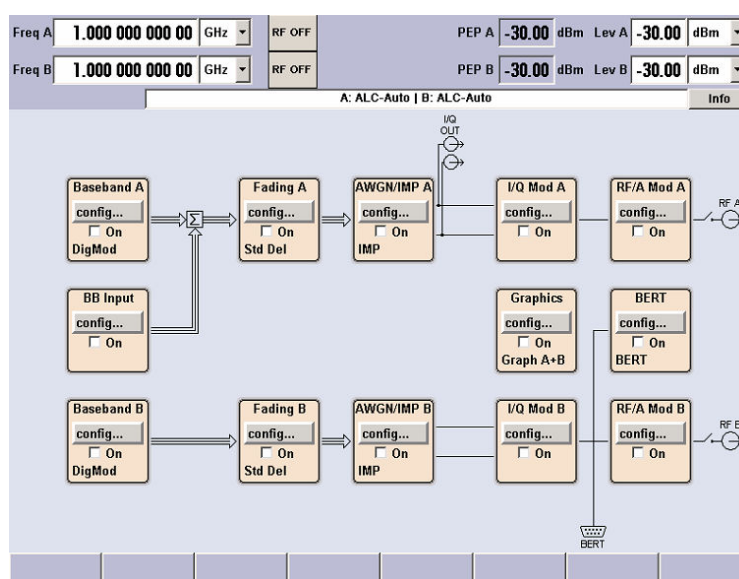 Freq A 1.000 000 000 00 GHz RF OFF PEP A -30.00 dBm Lev A -30.00 dBm
Freq B 1.000 000 000 00 GHz RF OFF PEP B -30.00 dBm Lev B -30.00 dBm
A: ALC-Auto | B: ALC-Auto Info
I/Q
OUT
Baseband A Fading A AWGN/IMP A I/Q Mod A RF/A Mod A
config... config... config... config... config... RF A
On Σ On On On On
DigMod Std Del IMP
BB Input Graphics BERT
config... config... config...
On On On
Graph A+B BERT
Baseband B Fading B AWGN/IMP B I/Q Mod B RF/A Mod B
config... config... config... config... config... RF B
On On On On On
DigMod Std Del IMP
BERT